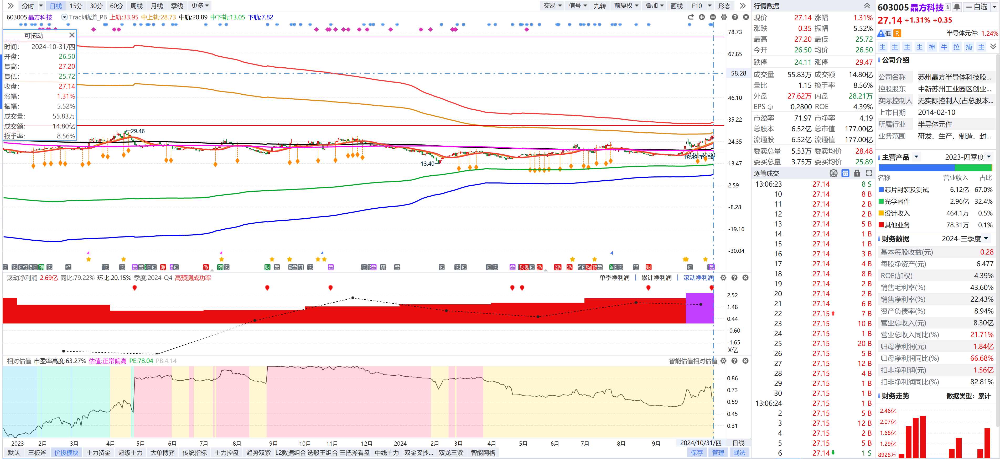 分时 日线 15分 30分 60分 周线 月线 季线 更多 交易 信号 九转 前复权 叠加 画线 F10 形态
603005 晶方科技 Track轨道_PB 上轨:33.95 中上轨:28.73 中轨:20.89 中下轨:13.05 下轨:7.82
可拖动
时间: 2024-10-31/四
开盘: 26.50
最高: 27.20
最低: 25.72
收盘: 27.14
涨幅: 1.31%
振幅: 5.52%
成交量: 55.83万
成交额: 14.80亿
换手率: 8.56%
78.73
67.85
58.28
46.10
35.22
24.35
13.47
2.59
-8.28
-19.16
-30.04
29.46
13.40
滚动净利润 2.69亿 同比:79.22% 环比:20.15% 季度:2024-Q4 高预测成功率 单季净利润 累计净利润 滚动净利润
2.52
1.48
0.44
-0.60
-1.65
X亿
相对估值 市盈率高度:63.27% 估值:正常偏高 PE:78.04 PB:4.14 智能估值相对估值
0.86
0.73
0.59
0.45
0.31
2023 2月 3月 4月 5月 6月 7月 8月 9月 10月 11月 12月 2024 2月 3月 4月 5月 6月 7月 8月 9月 2024/10/31/四 日线
默认 三板斧 价投模块 主力资金 超级主力 大单博弈 传统指标 主力控盘 趋势双紫 L2数据组合 选股王组合 三把斧看盘 中线主力 双金叉抄... 双龙三紫 智能网格 保存 管理 战法
行情数据
现价 27.14 涨幅 1.31%
涨跌 0.35 振幅 5.52%
最高 27.20 最低 25.72
今开 26.50 均价 26.50
跌停 24.11 涨停 29.47
成交量 55.83万 成交额 14.80亿
量比 1.15 换手率 8.56%
外盘 27.62万 内盘 28.21万
EPS ③ 0.2800 ROE 4.39%
市盈率 71.97 市净率 4.19
总股本 6.52亿 总市值 177.00亿
流通股 6.52亿 流通值 177.00亿
委卖总量 5.53万 委卖均价 28.48
委买总量 3.75万 委买均价 25.89
逐笔成交 单 量
13:06:23 27.14 8 S
10 27.14 8 B
11 27.14 2 B
12 27.14 2 B
13 27.14 5 B
14 27.14 1 B
15 27.14 1 B
16 27.14 3 B
17 27.14 4 B
18 27.14 8 B
19 27.14 2 B
20 27.14 2 B
21 27.14 6 B
22 27.15 7 B
23 27.15 10 B
24 27.15 1 B
25 27.15 20 B
26 27.15 5 B
27 27.15 12 B
28 27.15 4 B
29 27.15 1 B
30 27.15 1 B
13:06:24 27.15 1 B
2 27.15 5 B
3 27.15 12 B
4 27.15 2 B
5 27.15 5 B
6 27.14 1 S
603005 晶方科技 自选
27.14 +1.31% +0.35
低 R 半导体元件: 1.24%
主 主 主 主 神 牛 拉 捕 主
公司介绍
公司名称 苏州晶方半导体科技股...
控股股东 中新苏州工业园区创业...
实际控制人 无实际控制人(占总股本...
上市日期 2014-02-10
所属行业 半导体元件
业务范围 研发、生产、制造、封...
主营产品 2023-四季度
名称 营业收入 占比
芯片封装及测试 6.12亿 67.0%
光学器件 2.96亿 32.4%
设计收入 464.1万 0.5%
其他业务 78.31万 0.1%
财务数据 2024-三季度
基本每股收益(元) 0.28
每股净资产(元) 6.477
ROE(加权) 4.39%
销售毛利率(%) 43.60%
销售净利率(%) 22.43%
资产负债率(%) 8.94%
营业总收入(元) 8.30亿
营业总收入同比(%) 21.71%
归母净利润(元) 1.84亿
归母净利润同比(%) 66.68%
扣非净利润(元) 1.56亿
扣非净利润同比(%) 82.81%
财务走势 数据类型: 累计
2.46亿
2.07亿
1.68亿
1.29亿
8928万